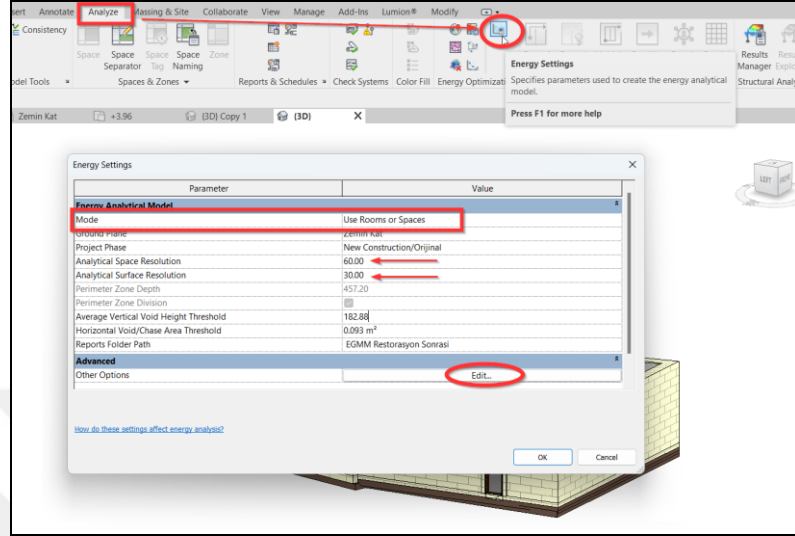 ert Annotate Analyze Massing & Site Collaborate View Manage Add-Ins Lumion® Modify
Consistency
Space Space Separator Space Tag Space Naming Zone
Results Manager
odel Tools Spaces & Zones Reports & Schedules Check Systems Color Fill Energy Optimizati Structural Analy
Energy Settings
Specifies parameters used to create the energy analytical
model.
Press F1 for more help
Zemin Kat +3.96 (3D) Copy 1 (3D)
LEFT
Energy Settings
Parameter Value
Energy Analytical Model
Mode Use Rooms or Spaces
Ground Plane Zemin Kat
Project Phase New Construction/Orijinal
Analytical Space Resolution 60.00
Analytical Surface Resolution 30.00
Perimeter Zone Depth 457.20
Perimeter Zone Division
Average Vertical Void Height Threshold 182.88
Horizontal Void/Chase Area Threshold 0.093 m²
Reports Folder Path EGMM Restorasyon Sonrasi
Advanced
Other Options Edit...
How do these settings affect energy analysis?
OK Cancel